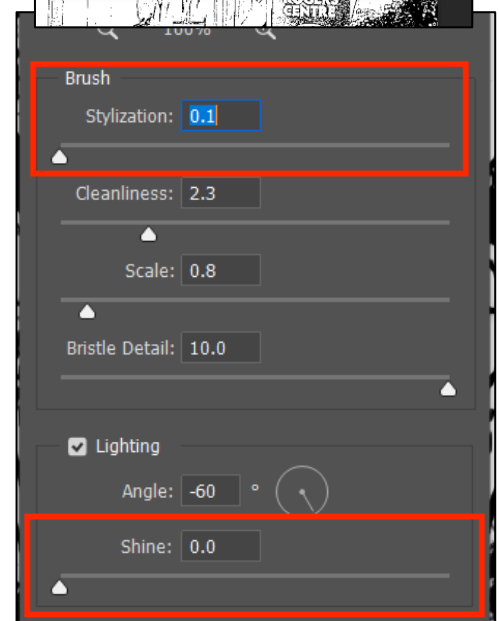 CENTRE
100%
Brush
Stylization: 0.1
Cleanliness: 2.3
Scale: 0.8
Bristle Detail: 10.0
Lighting
Angle: -60 °
Shine: 0.0